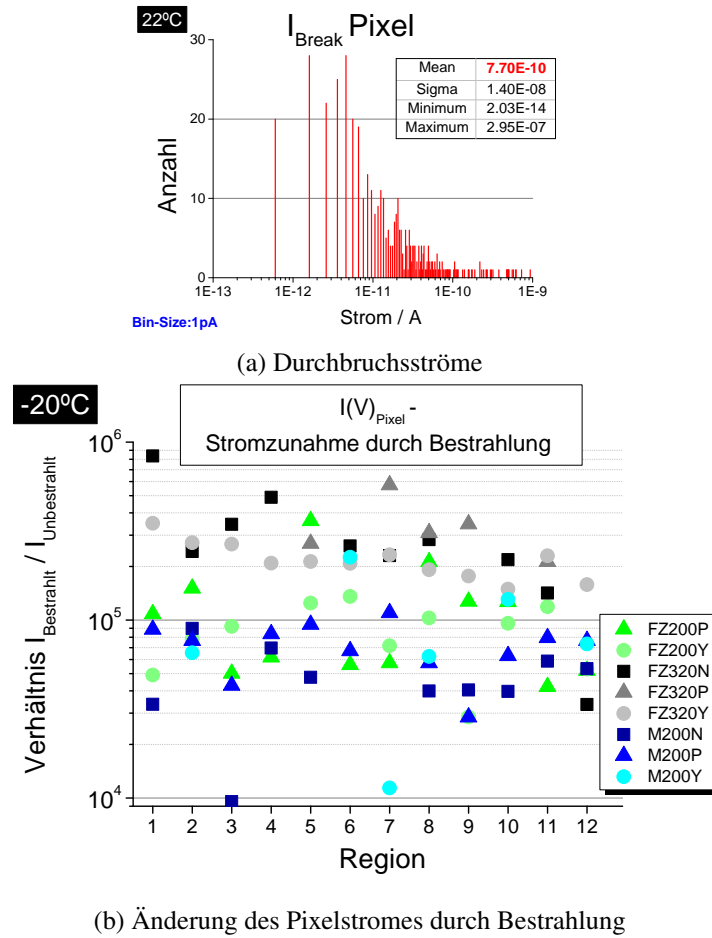 22ºC
I_Break Pixel
30
20
10
0
Anzahl
Mean 7.70E-10
Sigma 1.40E-08
Minimum 2.03E-14
Maximum 2.95E-07
1E-13 1E-12 1E-11 1E-10 1E-9
Bin-Size:1pA
Strom / A
(a) Durchbruchsströme
-20ºC
I(V)_Pixel -
Stromzunahme durch Bestrahlung
10^6
10^5
10^4
Verhältnis I_Bestrahlt / I_Unbestrahlt
FZ200P
FZ200Y
FZ320N
FZ320P
FZ320Y
M200N
M200P
M200Y
1 2 3 4 5 6 7 8 9 10 11 12
Region
(b) Änderung des Pixelstromes durch Bestrahlung